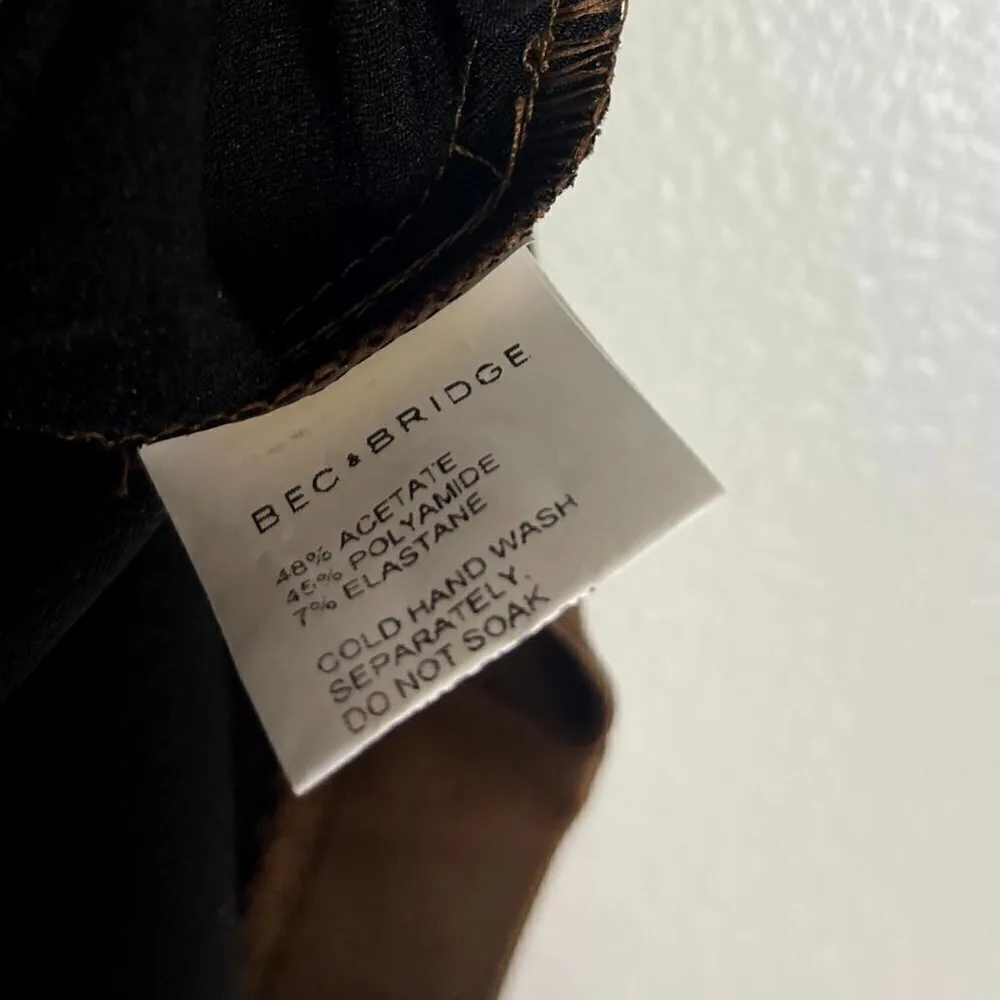 BEC & BRIDGE
48% ACETATE
45% POLYAMIDE
7% ELASTANE
COLD HAND WASH
SEPARATELY.
DO NOT SOAK